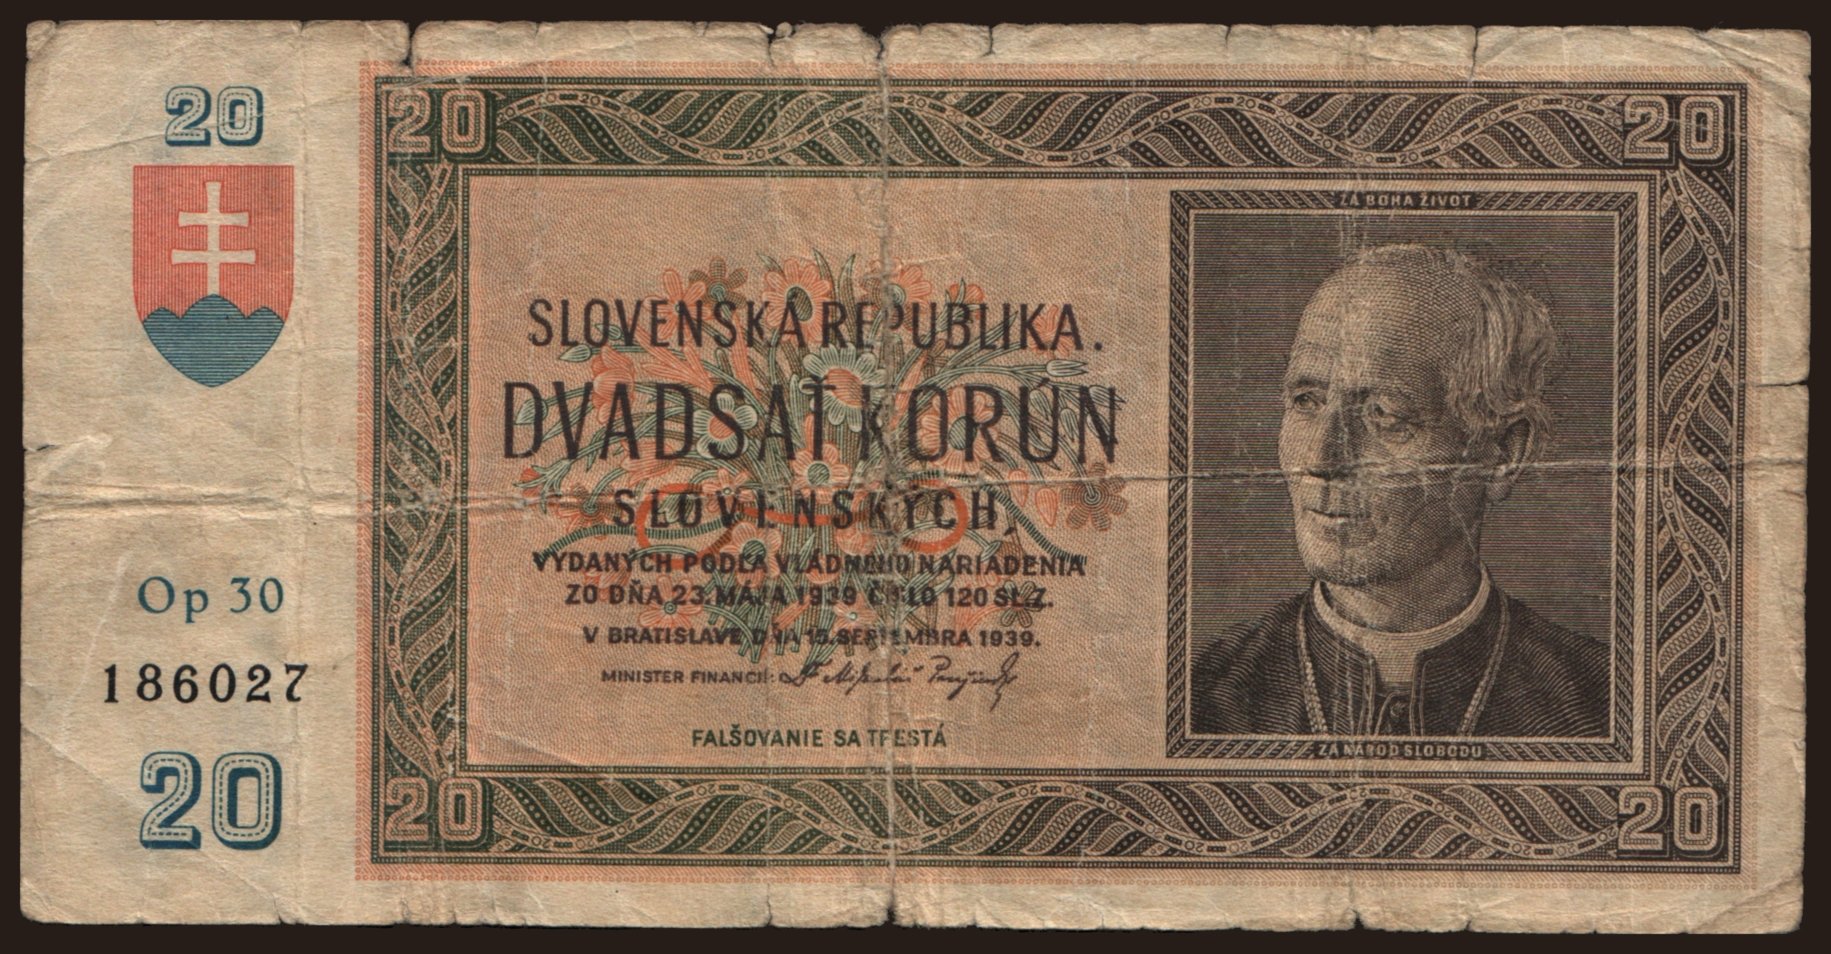 20
Op 30
186027
20
20
20
SLOVENSKÁ REPUBLIKA.
DVADSAŤ KORÚN
SLOVENSKÝCH,
VYDANÝCH PODĽA VLÁDNEHO NARIADENIA
ZO DŇA 23. MÁJA 1939 ČÍSLO 120 SL. Z.
V BRATISLAVE DŇA 15. SEPTEMBRA 1939.
MINISTER FINANCIÍ:
FALŠOVANIE SA TRESTÁ
ZA BOHA ŽIVOT
ZA NÁROD SLOBODU
20
20